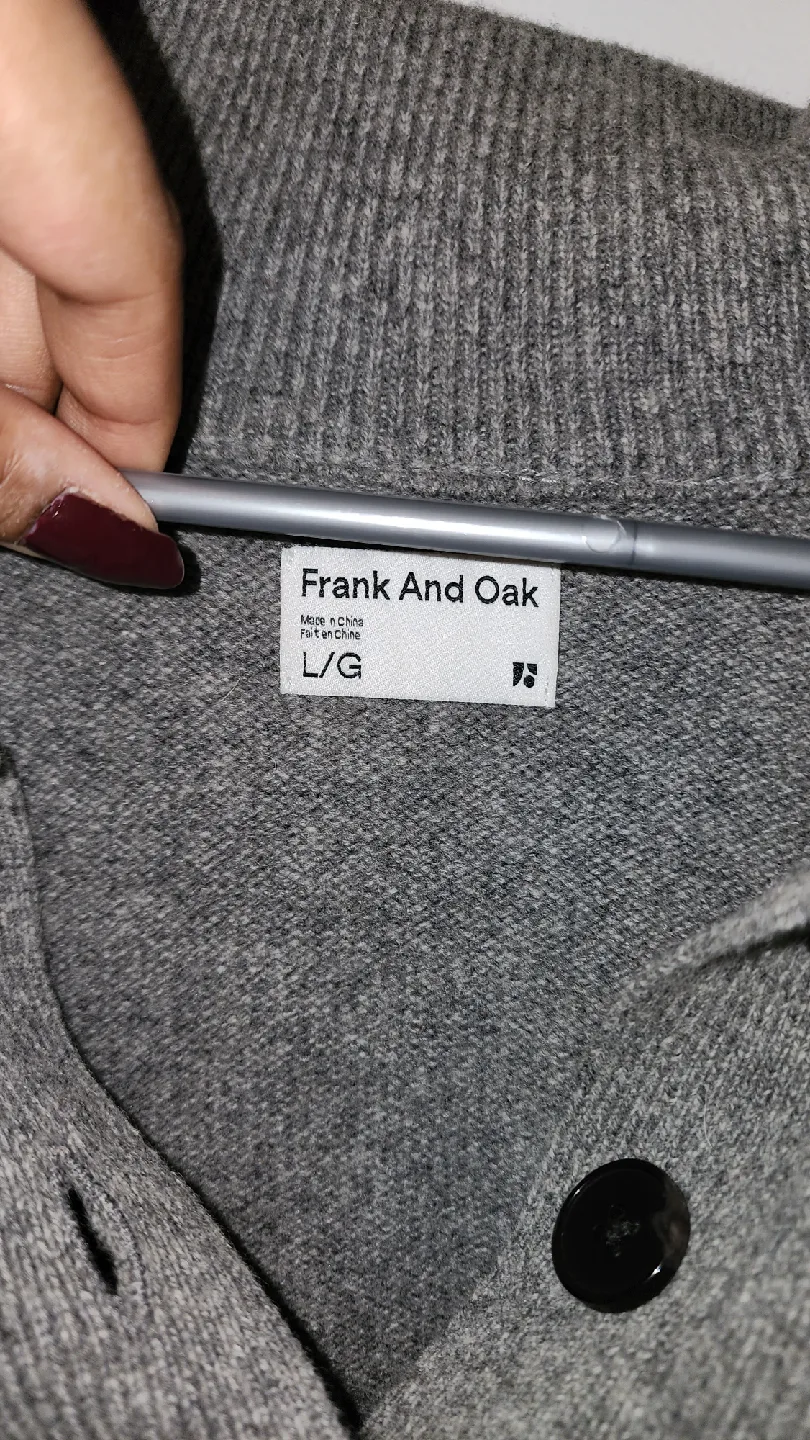 Frank And Oak
Made in China
Fait en Chine
L/G